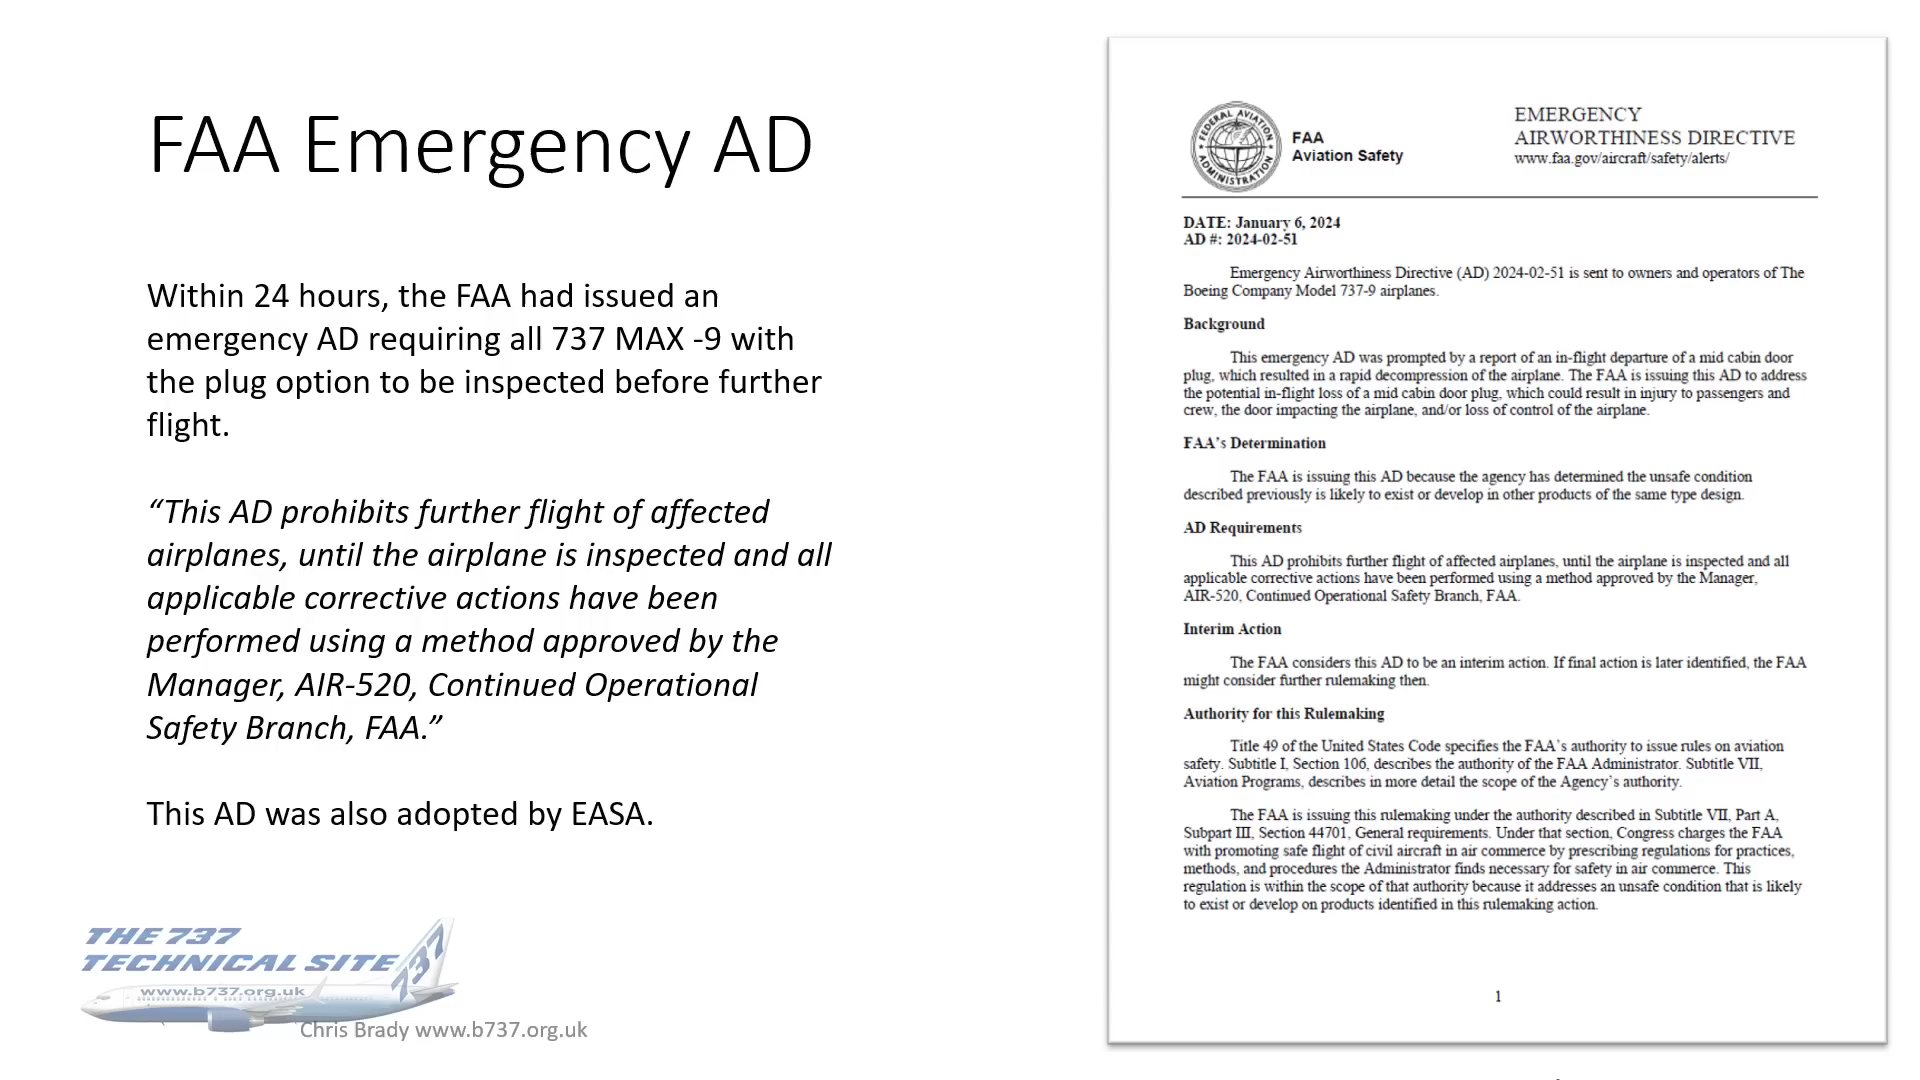 FAA Emergency AD
Within 24 hours, the FAA had issued an
emergency AD requiring all 737 MAX -9 with
the plug option to be inspected before further
flight.
“This AD prohibits further flight of affected
airplanes, until the airplane is inspected and all
applicable corrective actions have been
performed using a method approved by the
Manager, AIR-520, Continued Operational
Safety Branch, FAA.”
This AD was also adopted by EASA.
THE 737
TECHNICAL SITE
737
www.b737.org.uk
Chris Brady www.b737.org.uk
FEDERAL AVIATION
ADMINISTRATION
FAA
Aviation Safety
EMERGENCY
AIRWORTHINESS DIRECTIVE
www.faa.gov/aircraft/safety/alerts/
DATE: January 6, 2024
AD #: 2024-02-51
Emergency Airworthiness Directive (AD) 2024-02-51 is sent to owners and operators of The
Boeing Company Model 737-9 airplanes.
Background
This emergency AD was prompted by a report of an in-flight departure of a mid cabin door
plug, which resulted in a rapid decompression of the airplane. The FAA is issuing this AD to address
the potential in-flight loss of a mid cabin door plug, which could result in injury to passengers and
crew, the door impacting the airplane, and/or loss of control of the airplane.
FAA’s Determination
The FAA is issuing this AD because the agency has determined the unsafe condition
described previously is likely to exist or develop in other products of the same type design.
AD Requirements
This AD prohibits further flight of affected airplanes, until the airplane is inspected and all
applicable corrective actions have been performed using a method approved by the Manager,
AIR-520, Continued Operational Safety Branch, FAA.
Interim Action
The FAA considers this AD to be an interim action. If final action is later identified, the FAA
might consider further rulemaking then.
Authority for this Rulemaking
Title 49 of the United States Code specifies the FAA’s authority to issue rules on aviation
safety. Subtitle I, Section 106, describes the authority of the FAA Administrator. Subtitle VII,
Aviation Programs, describes in more detail the scope of the Agency’s authority.
The FAA is issuing this rulemaking under the authority described in Subtitle VII, Part A,
Subpart III, Section 44701, General requirements. Under that section, Congress charges the FAA
with promoting safe flight of civil aircraft in air commerce by prescribing regulations for practices,
methods, and procedures the Administrator finds necessary for safety in air commerce. This
regulation is within the scope of that authority because it addresses an unsafe condition that is likely
to exist or develop on products identified in this rulemaking action.
1